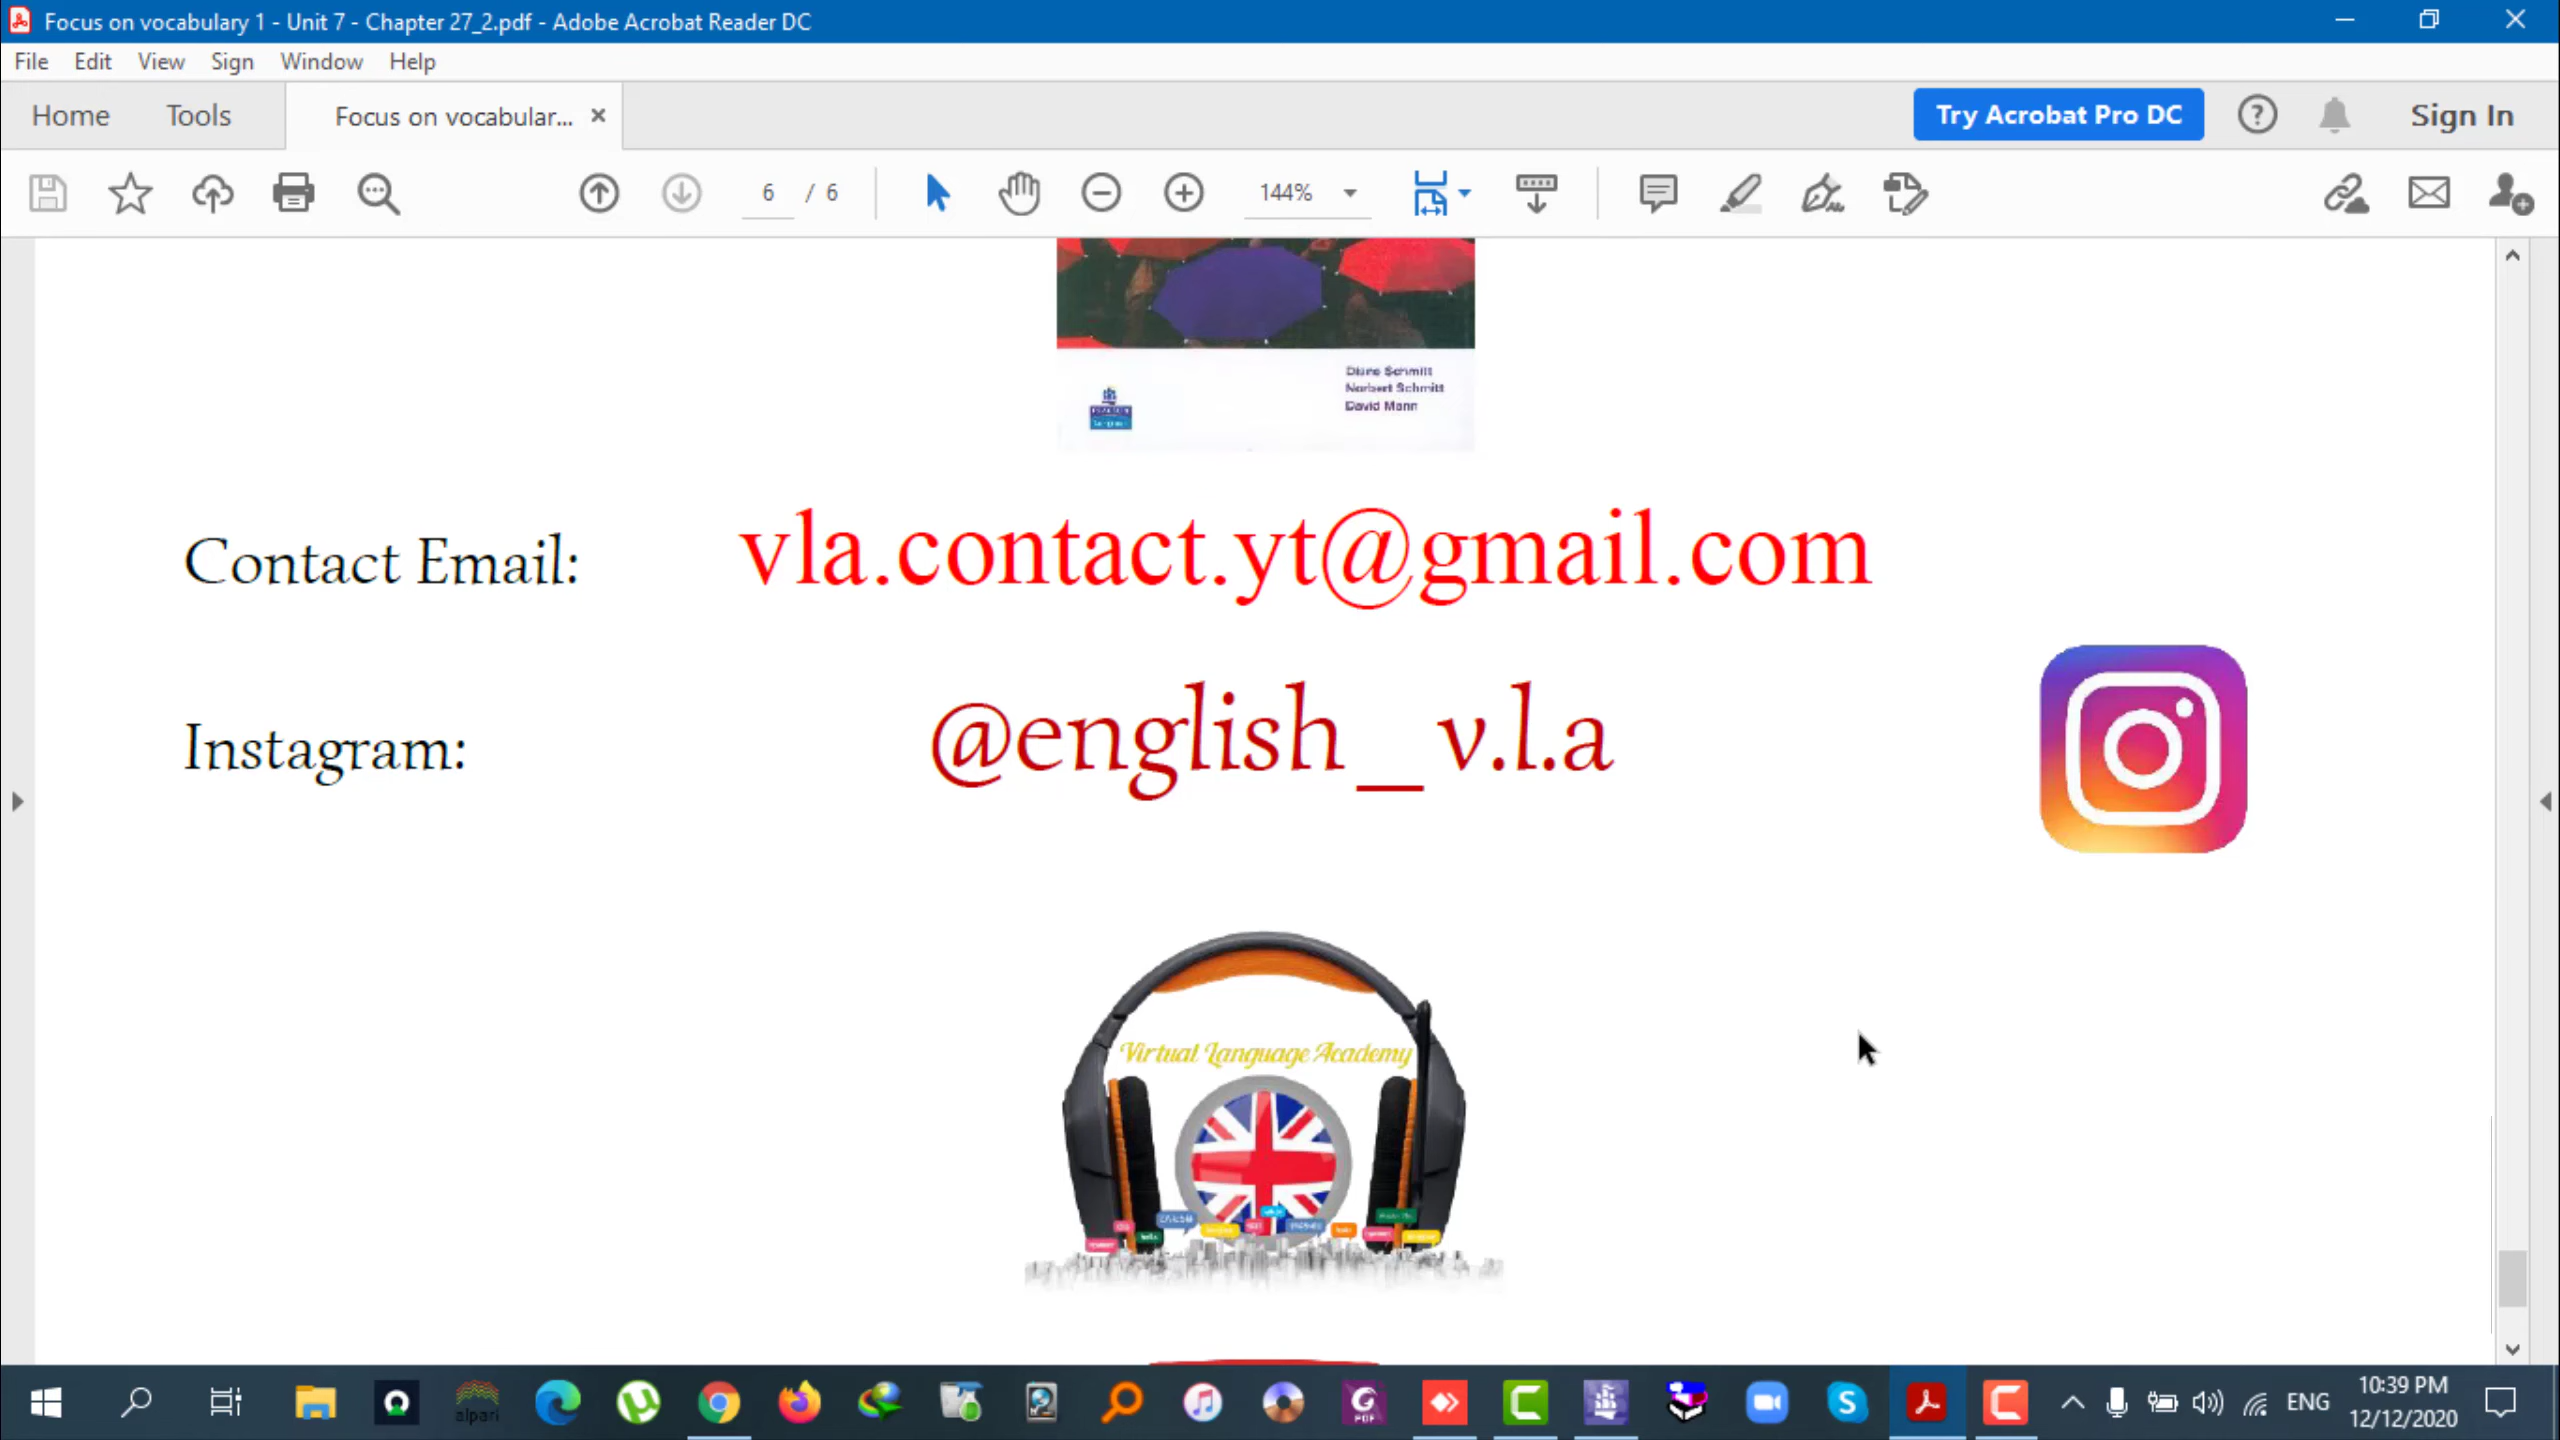 Focus on vocabulary 1 - Unit 7 - Chapter 27_2.pdf - Adobe Acrobat Reader DC
File Edit View Sign Window Help
Home Tools Focus on vocabular... Try Acrobat Pro DC Sign In
6 / 6 144%
Diane Schmitt
Norbert Schmitt
David Mann
PEARSON
Contact Email: vla.contact.yt@gmail.com
Instagram: @english_v.l.a
Virtual Language Academy
alpari
PDF
ENG
10:39 PM
12/12/2020